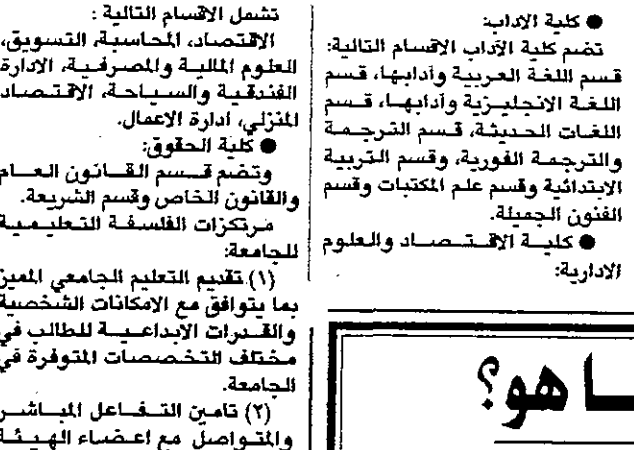 ● كلية الاداب:
تضم كلية الآداب الاقسام التالية:
قسم اللغة العربية وآدابها، قسم
اللغة الانجليزية وآدابها، قسم
اللغات الحديثة، قسم الترجمة
والترجمة الفورية، وقسم التربية
الابتدائية وقسم علم المكتبات وقسم
الفنون الجميلة.
● كلية الاقتصاد والعلوم
الادارية:
تشمل الاقسام التالية :
الاقتصاد، المحاسبة، التسويق،
العلوم المالية والمصرفية، الادارة
الفندقية والسياحة، الاقتصاد
المنزلي، ادارة الاعمال.
● كلية الحقوق:
وتضم قسم القانون العام
والقانون الخاص وقسم الشريعة.
مرتكزات الفلسفة التعليمية
للجامعة:
(١) تقديم التعليم الجامعي المميز
بما يتوافق مع الامكانات الشخصية
والقدرات الابداعية للطالب في
مختلف التخصصات المتوفرة في
الجامعة.
(٢) تامين التفاعل المباشر
والمتواصل مع اعضاء الهيئة
ـا هو؟